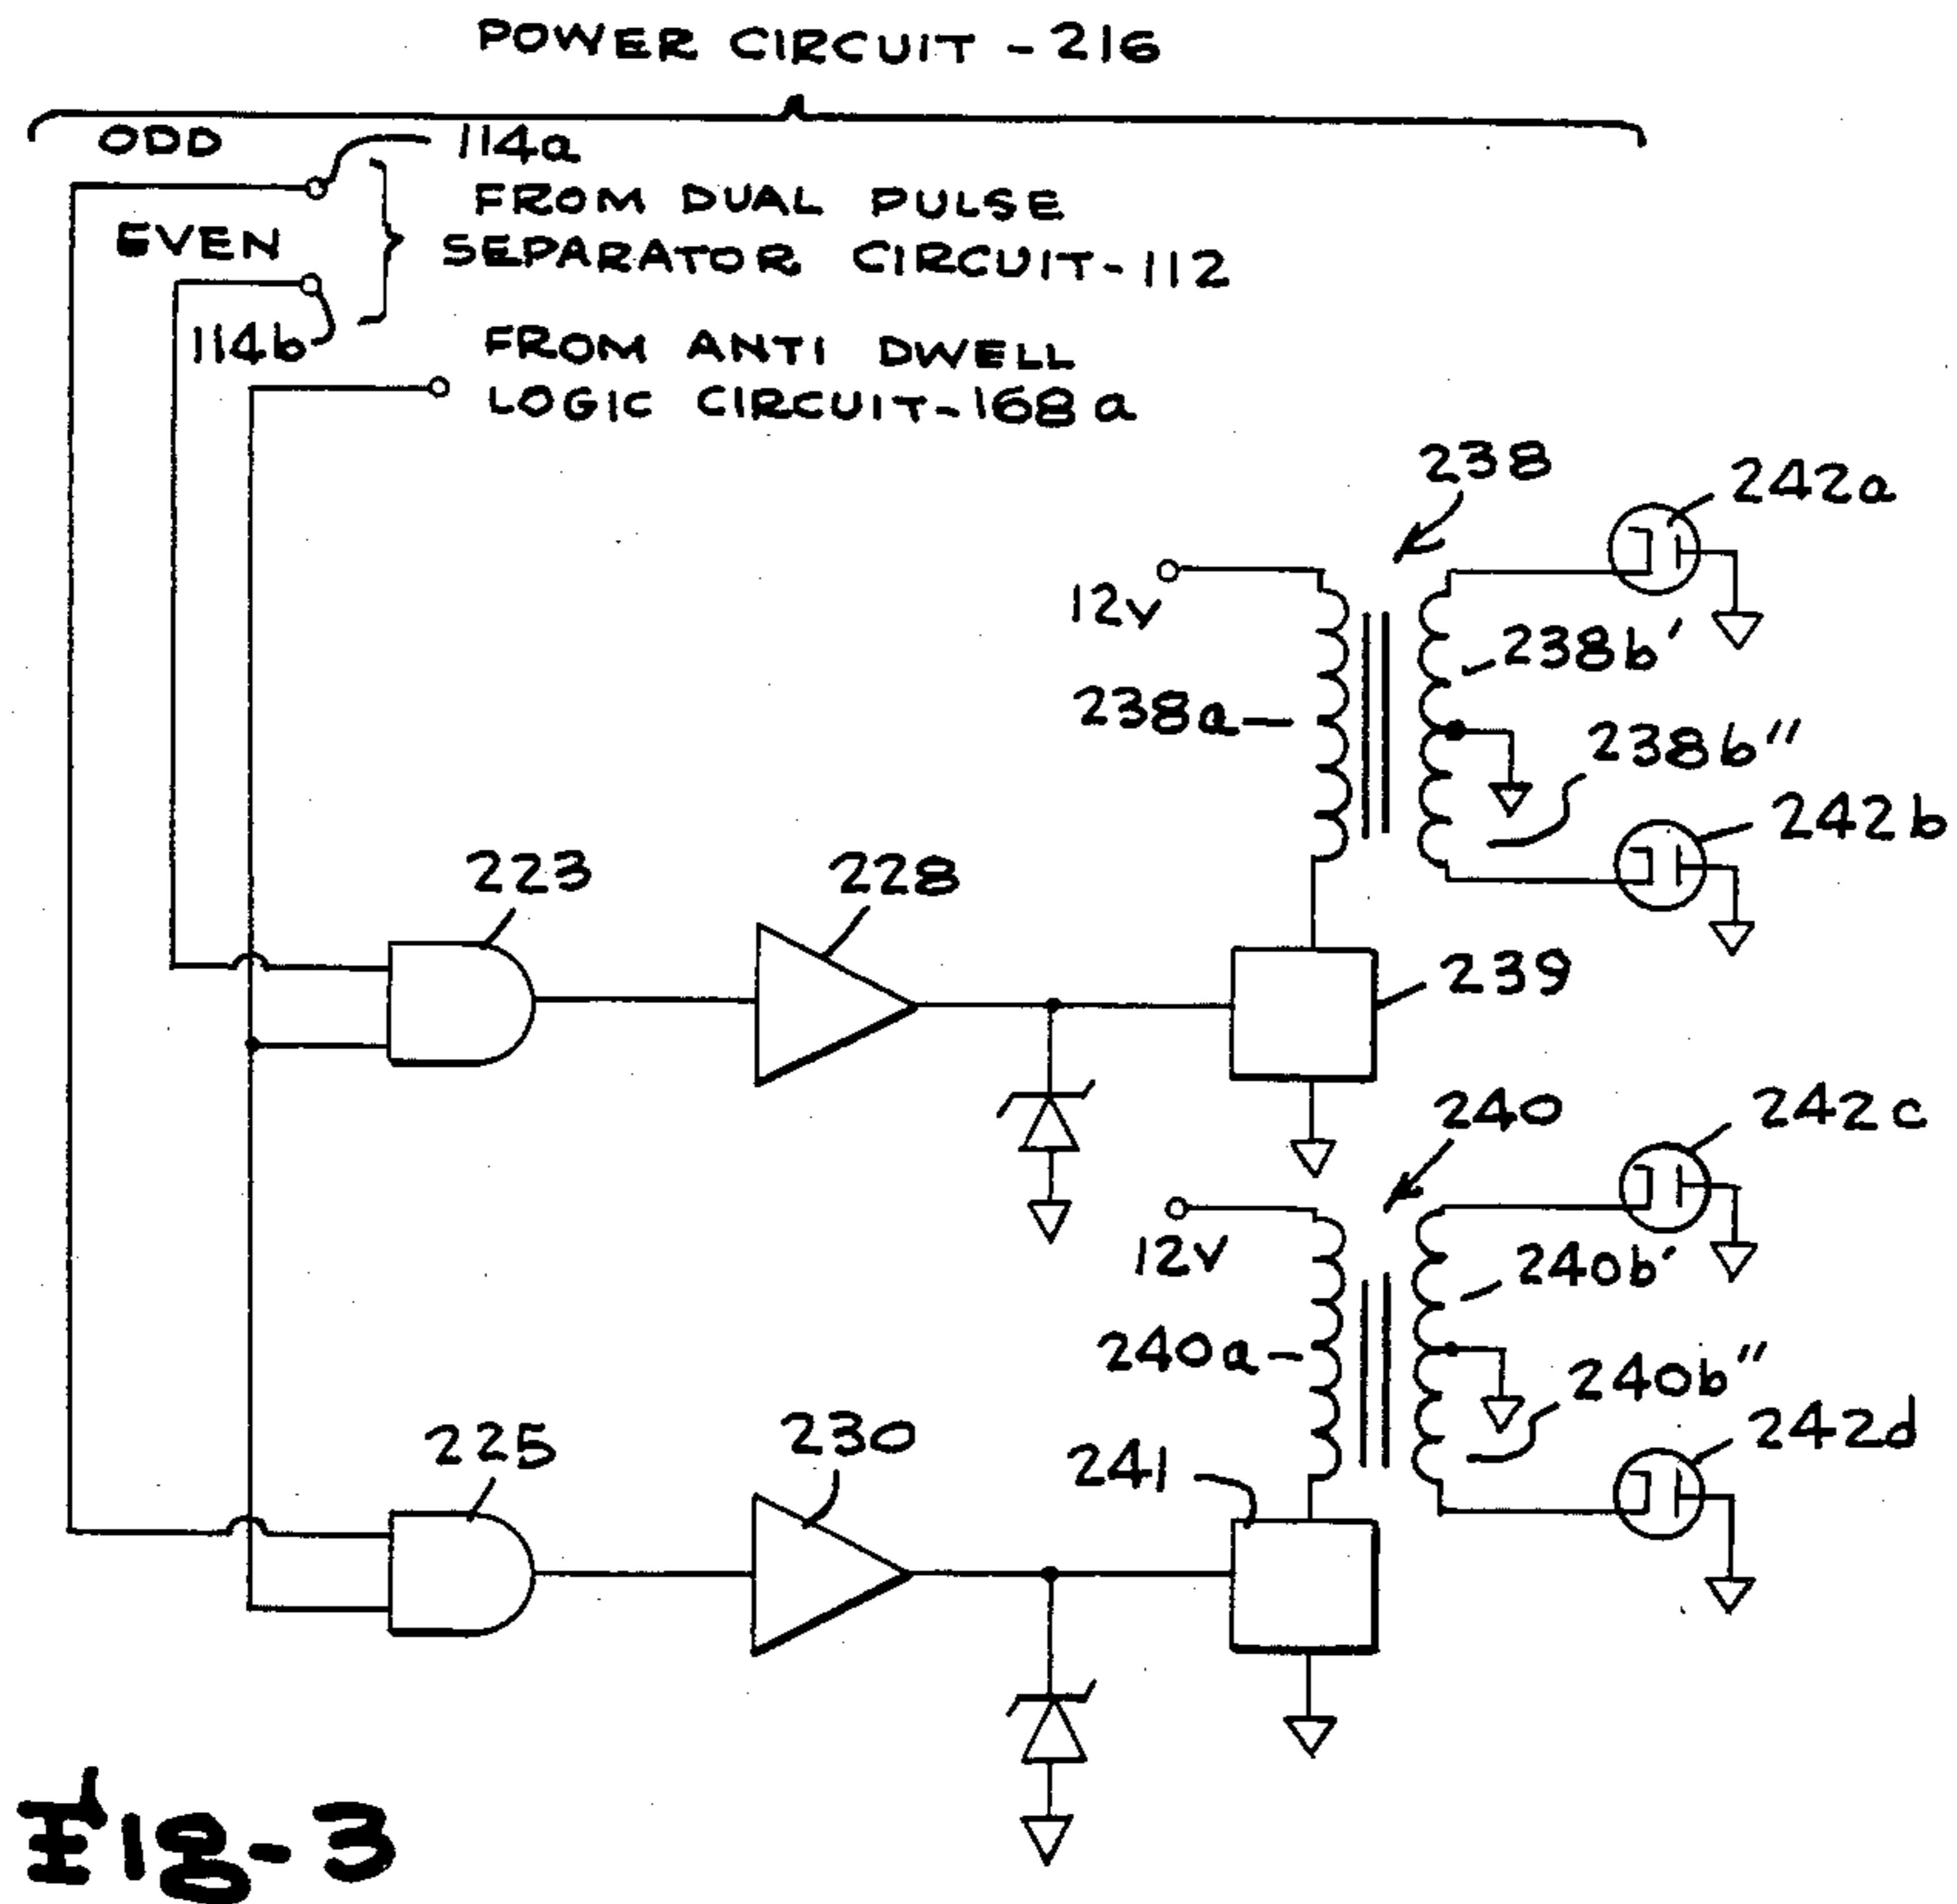 POWER CIRCUIT - 216
ODD
114a
FROM DUAL PULSE
SEPARATOR CIRCUIT-112
EVEN
114b
FROM ANTI DWELL
LOGIC CIRCUIT-168a
238
242a
12V
238b'
238a
238b"
242b
223
228
239
240
242c
12V
240b'
240a
240b"
242d
225
230
241
Fig-3